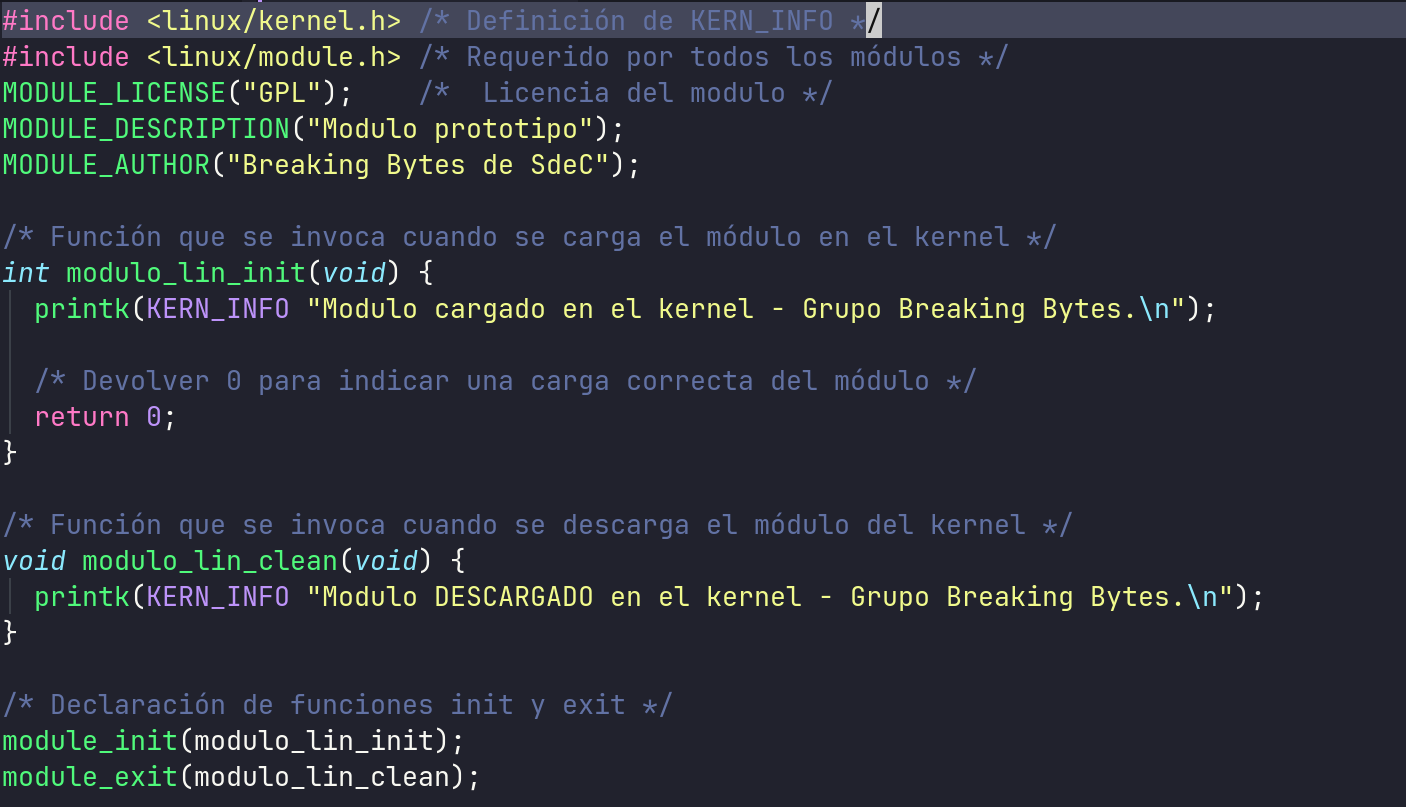 #include <linux/kernel.h> /* Definición de KERN_INFO */
#include <linux/module.h> /* Requerido por todos los módulos */
MODULE_LICENSE("GPL");    /*  Licencia del modulo */
MODULE_DESCRIPTION("Modulo prototipo");
MODULE_AUTHOR("Breaking Bytes de SdeC");

/* Función que se invoca cuando se carga el módulo en el kernel */
int modulo_lin_init(void) {
  printk(KERN_INFO "Modulo cargado en el kernel - Grupo Breaking Bytes.\n");

  /* Devolver 0 para indicar una carga correcta del módulo */
  return 0;
}

/* Función que se invoca cuando se descarga el módulo del kernel */
void modulo_lin_clean(void) {
  printk(KERN_INFO "Modulo DESCARGADO en el kernel - Grupo Breaking Bytes.\n");
}

/* Declaración de funciones init y exit */
module_init(modulo_lin_init);
module_exit(modulo_lin_clean);